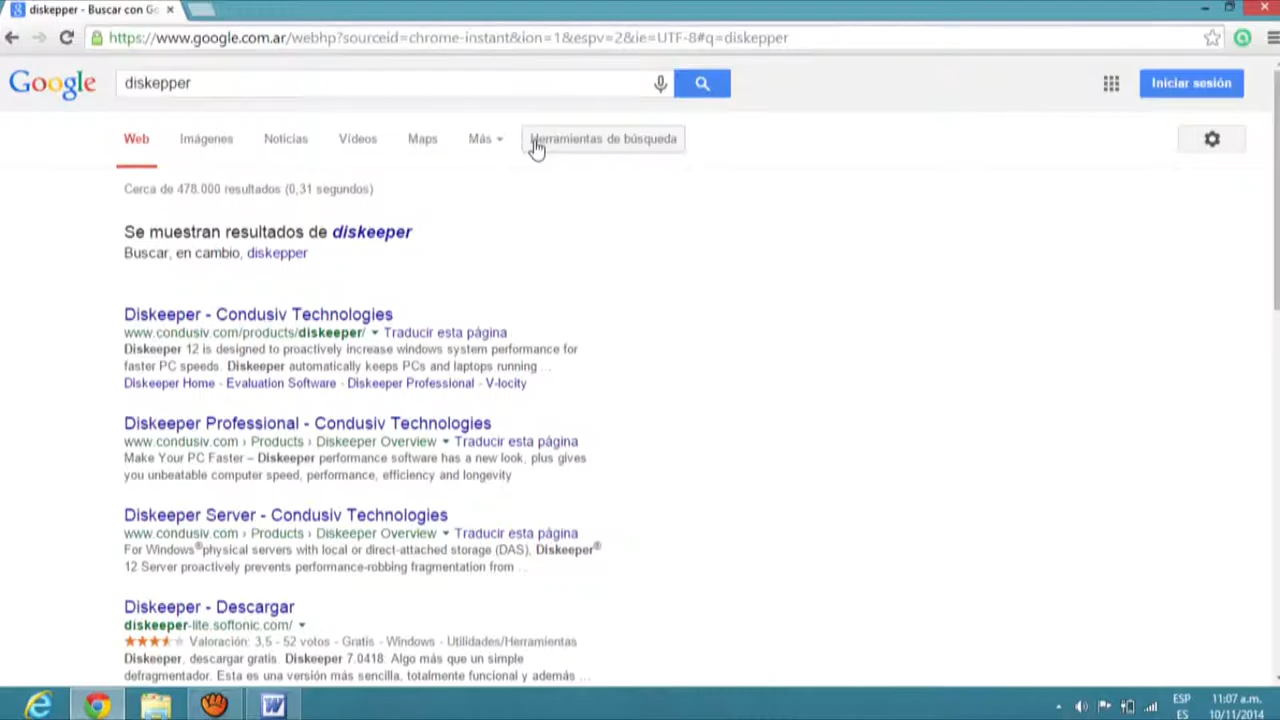 diskepper - Buscar con Go
https://www.google.com.ar/webhp?sourceid=chrome-instant&ion=1&espv=2&ie=UTF-8#q=diskepper
Google
diskepper
Iniciar sesión
Web Imágenes Noticias Vídeos Maps Más Herramientas de búsqueda
Cerca de 478.000 resultados (0,31 segundos)
Se muestran resultados de diskeeper
Buscar, en cambio, diskepper
Diskeeper - Condusiv Technologies
www.condusiv.com/products/diskeeper/ Traducir esta página
Diskeeper 12 is designed to proactively increase windows system performance for
faster PC speeds. Diskeeper automatically keeps PCs and laptops running ...
Diskeeper Home - Evaluation Software - Diskeeper Professional - V-locity
Diskeeper Professional - Condusiv Technologies
www.condusiv.com › Products › Diskeeper Overview Traducir esta página
Make Your PC Faster – Diskeeper performance software has a new look, plus gives
you unbeatable computer speed, performance, efficiency and longevity
Diskeeper Server - Condusiv Technologies
www.condusiv.com › Products › Diskeeper Overview Traducir esta página
For Windows® physical servers with local or direct-attached storage (DAS), Diskeeper®
12 Server proactively prevents performance-robbing fragmentation from ...
Diskeeper - Descargar
diskeeper-lite.softonic.com/
Valoración: 3,5 - 52 votos - Gratis - Windows - Utilidades/Herramientas
Diskeeper, descargar gratis. Diskeeper 7.0418: Algo más que un simple
defragmentador. Esta es una versión más sencilla, totalmente funcional y además ...
ESP
ES
11:07 a.m.
10/11/2014